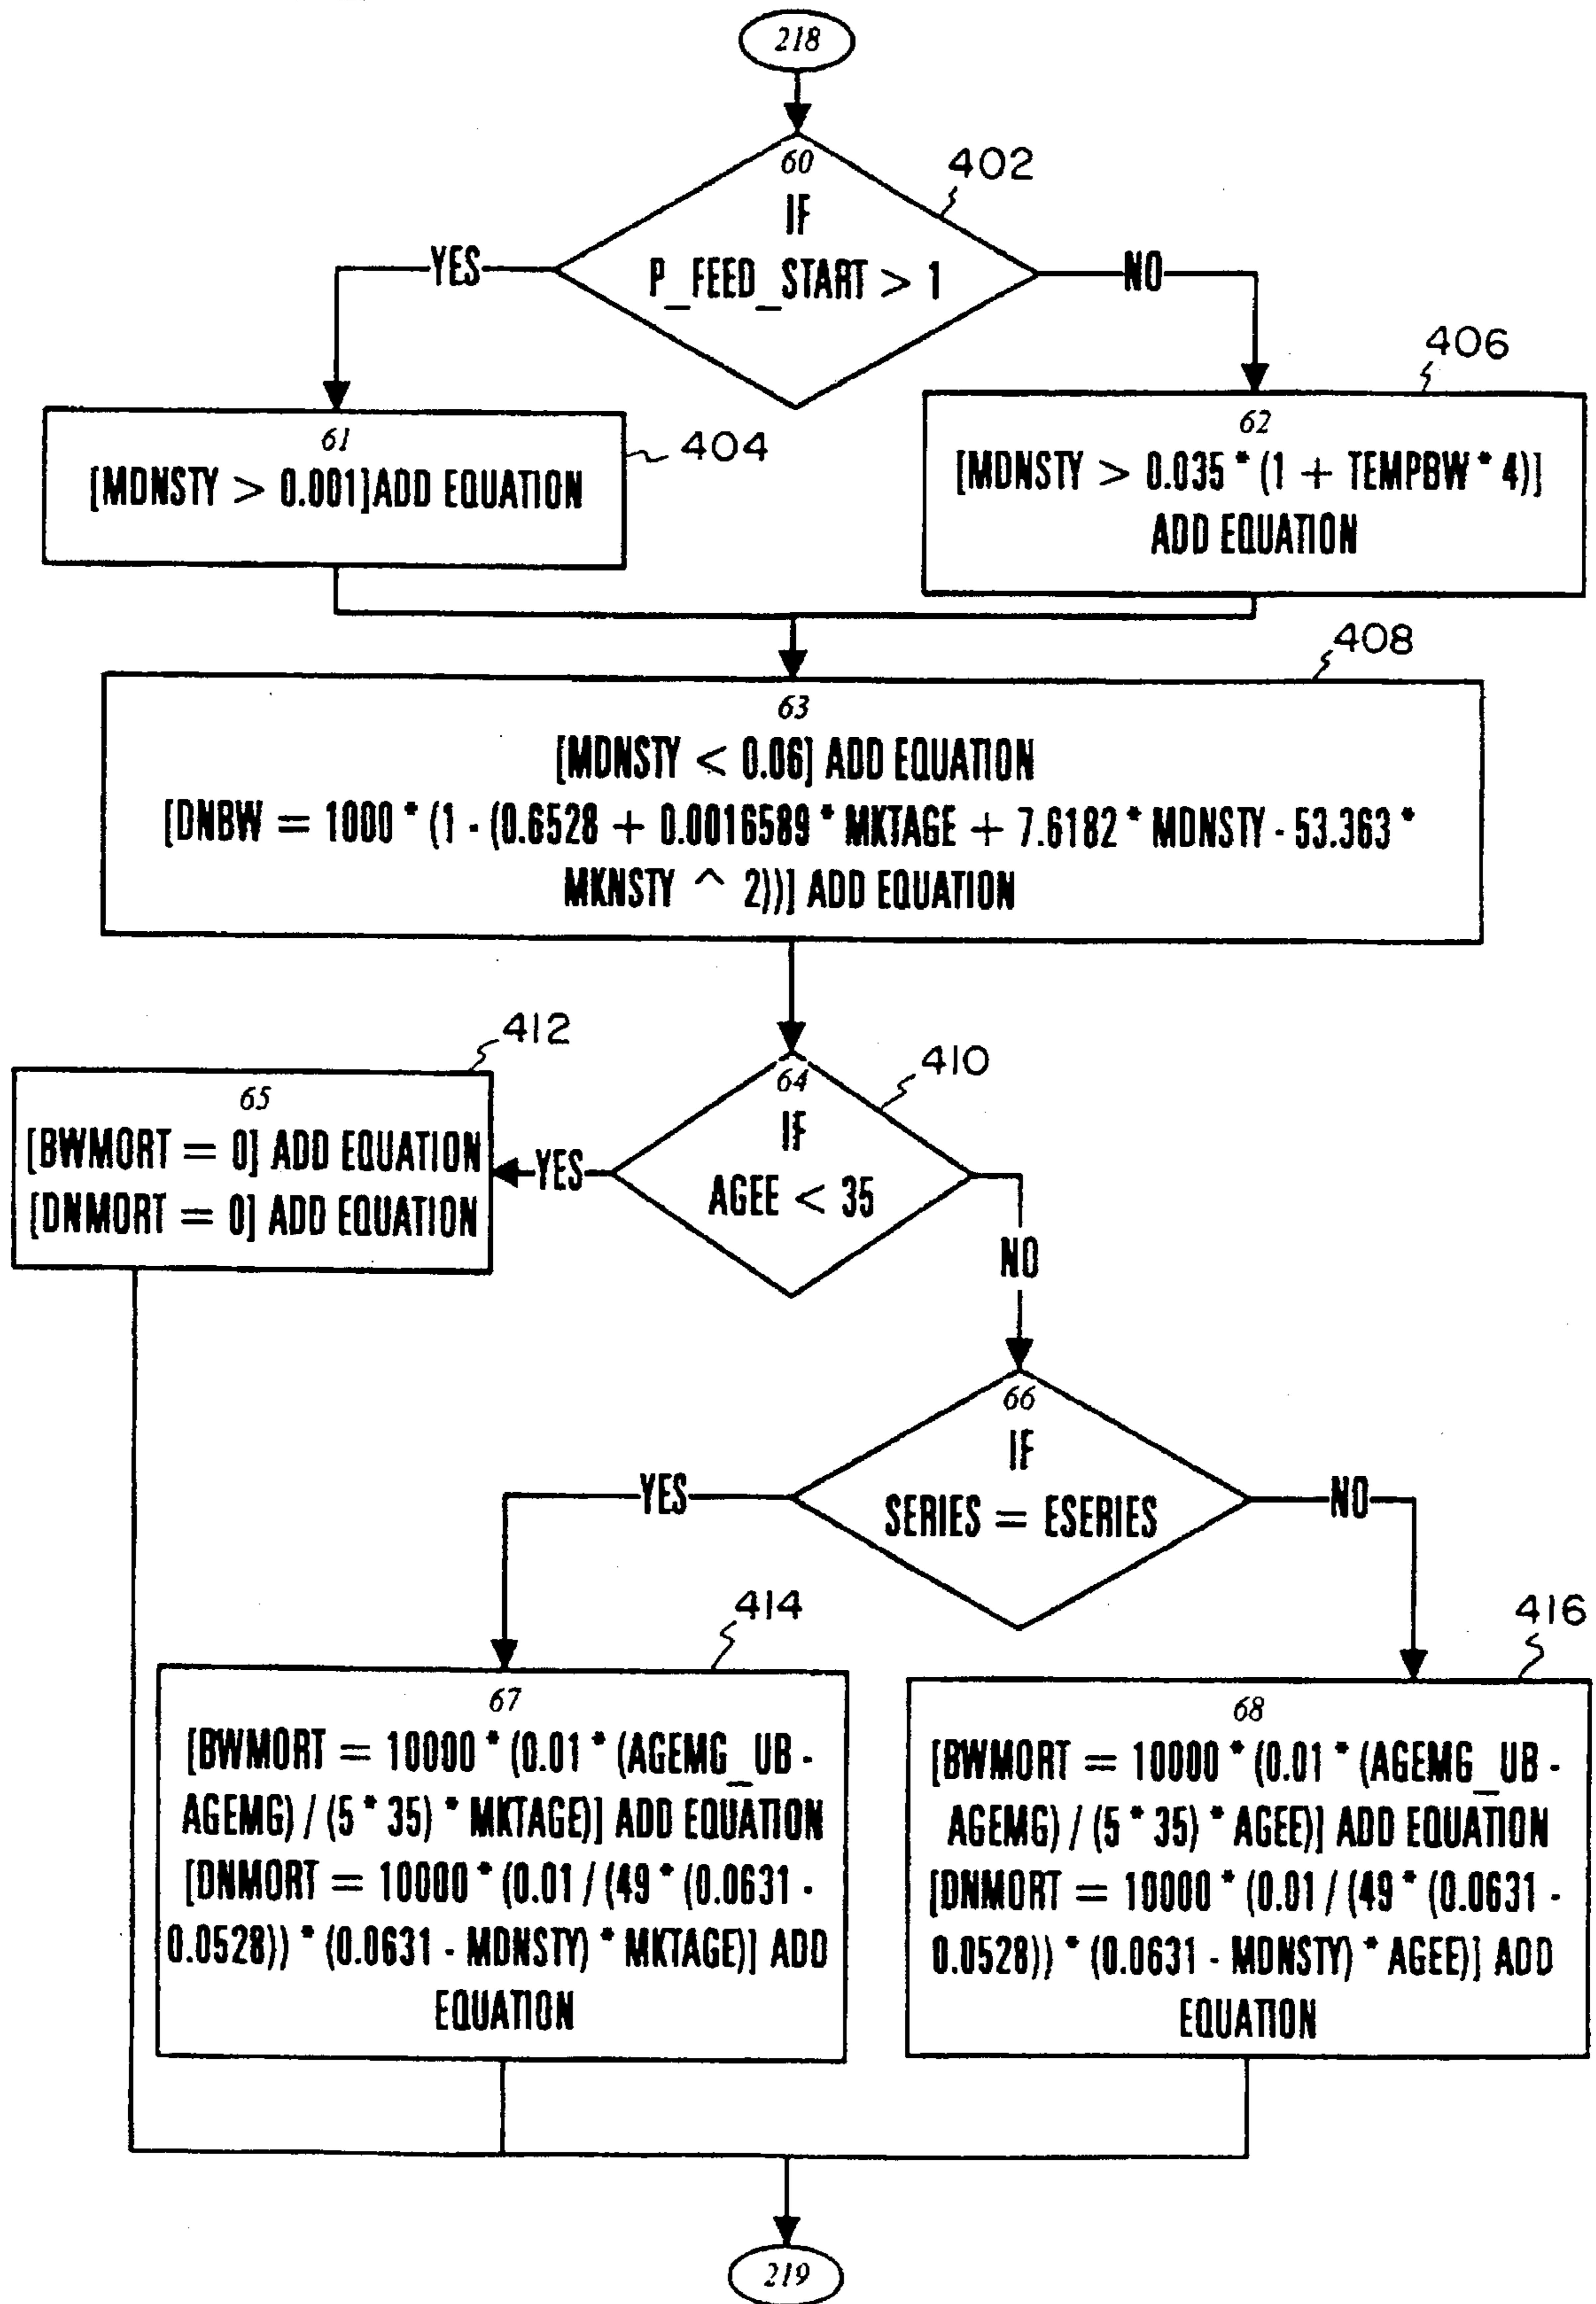 218
402
60
IF
P_FEED_START > 1
YES
NO
406
61
[MDNSTY > 0.001]ADD EQUATION
404
62
[MDNSTY > 0.035 * (1 + TEMPBW * 4)]
ADD EQUATION
408
63
[MDNSTY < 0.06] ADD EQUATION
[DNBW = 1000 * (1 - (0.6528 + 0.0016589 * MKTAGE + 7.6182 * MDNSTY - 53.363 *
MKNSTY ^ 2))] ADD EQUATION
412
410
65
[BWMORT = 0] ADD EQUATION
[DNMORT = 0] ADD EQUATION
YES
64
IF
AGEE < 35
NO
66
IF
SERIES = ESERIES
YES
NO
414
416
67
[BWMORT = 10000 * (0.01 * (AGEMG_UB -
AGEMG) / (5 * 35) * MKTAGE)] ADD EQUATION
[DNMORT = 10000 * (0.01 / (49 * (0.0631 -
0.0528)) * (0.0631 - MDNSTY) * MKTAGE)] ADD
EQUATION
68
[BWMORT = 10000 * (0.01 * (AGEMG_UB -
AGEMG) / (5 * 35) * AGEE)] ADD EQUATION
[DNMORT = 10000 * (0.01 / (49 * (0.0631 -
0.0528)) * (0.0631 - MDNSTY) * AGEE)] ADD
EQUATION
219